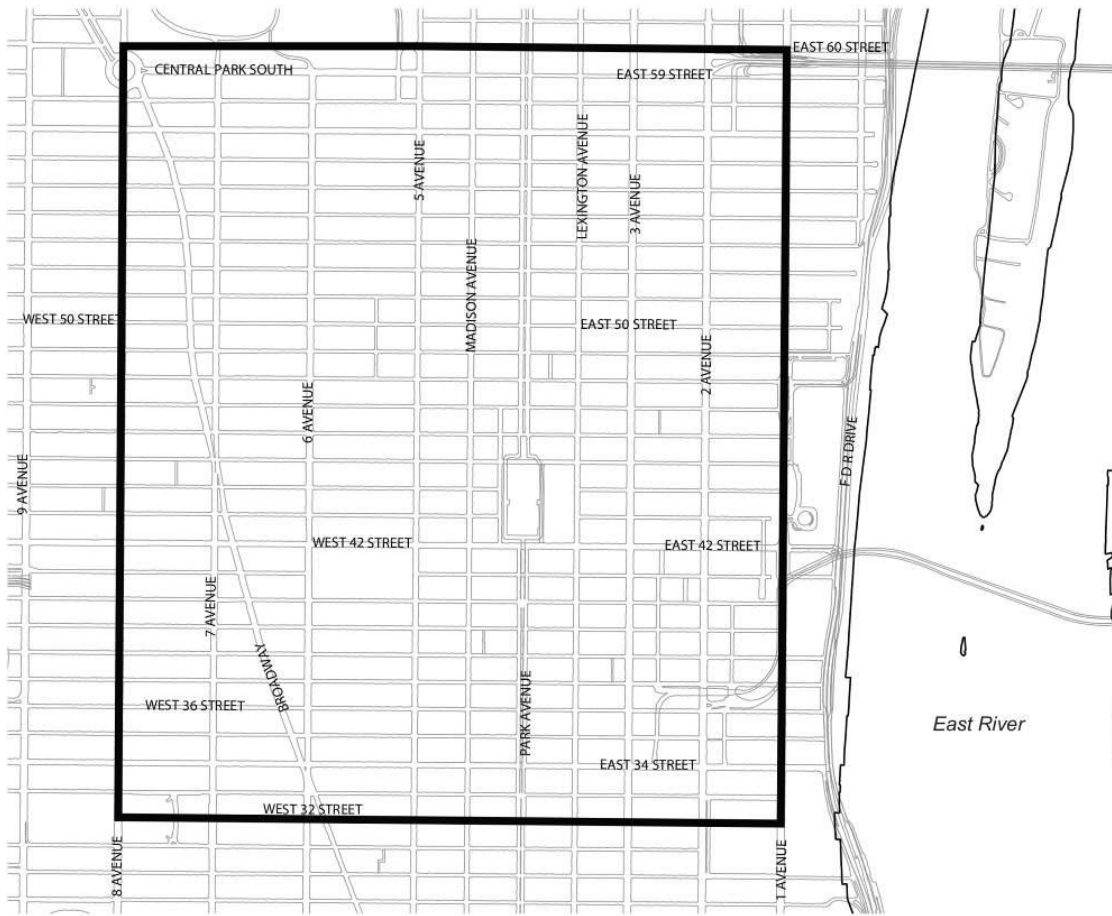 EAST 60 STREET
CENTRAL PARK SOUTH
EAST 59 STREET
5 AVENUE
LEXINGTON AVENUE
3 AVENUE
MADISON AVENUE
WEST 50 STREET
EAST 50 STREET
2 AVENUE
6 AVENUE
F D R DRIVE
9 AVENUE
WEST 42 STREET
EAST 42 STREET
7 AVENUE
BROADWAY
PARK AVENUE
WEST 36 STREET
East River
EAST 34 STREET
WEST 32 STREET
8 AVENUE
1 AVENUE